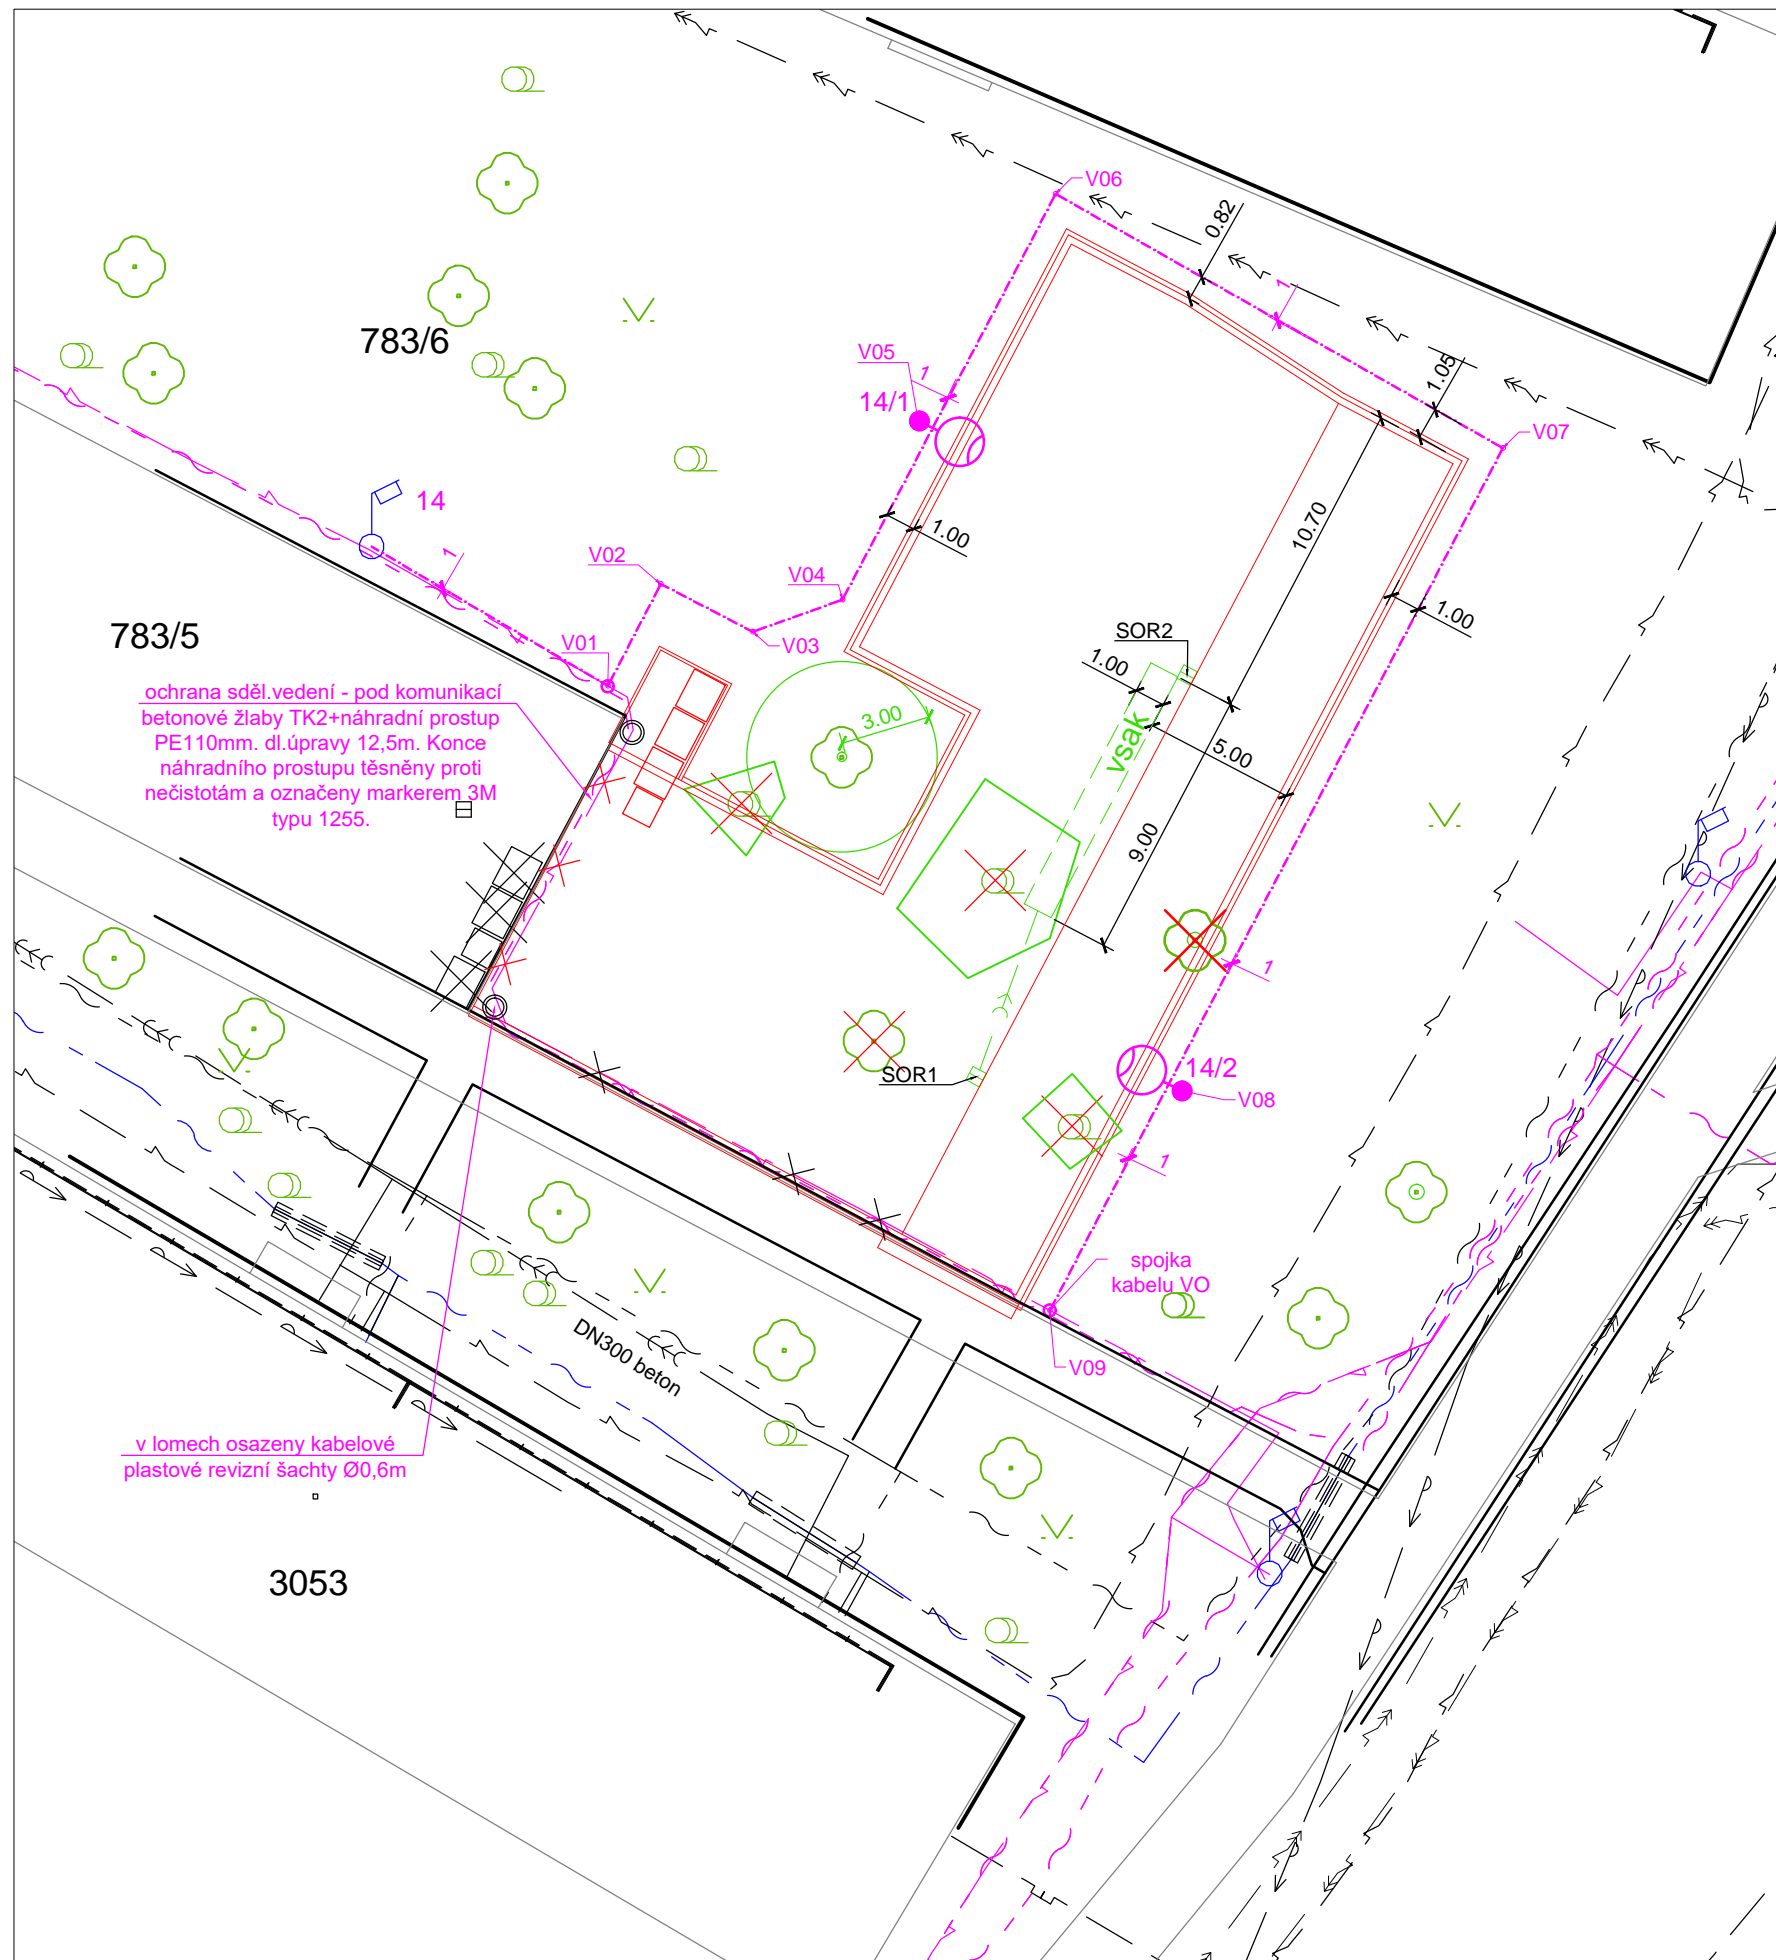 V06
0.82
1
783/6
V05
1
14/1
1.05
V07
14
1
1.00
10.70
V02
V04
1.00
783/5
V01
V03
SOR2
1.00
ochrana sděl.vedení - pod komunikací
betonové žlaby TK2+náhradní prostup
PE110mm. dl.úpravy 12,5m. Konce
náhradního prostupu těsněny proti
nečistotám a označeny markerem 3M
typu 1255.
3.00
vsak
5.00
9.00
1
SOR1
14/2
V08
1
spojka
kabelu VO
DN300 beton
V09
v lomech osazeny kabelové
plastové revizní šachty Ø0,6m
3053